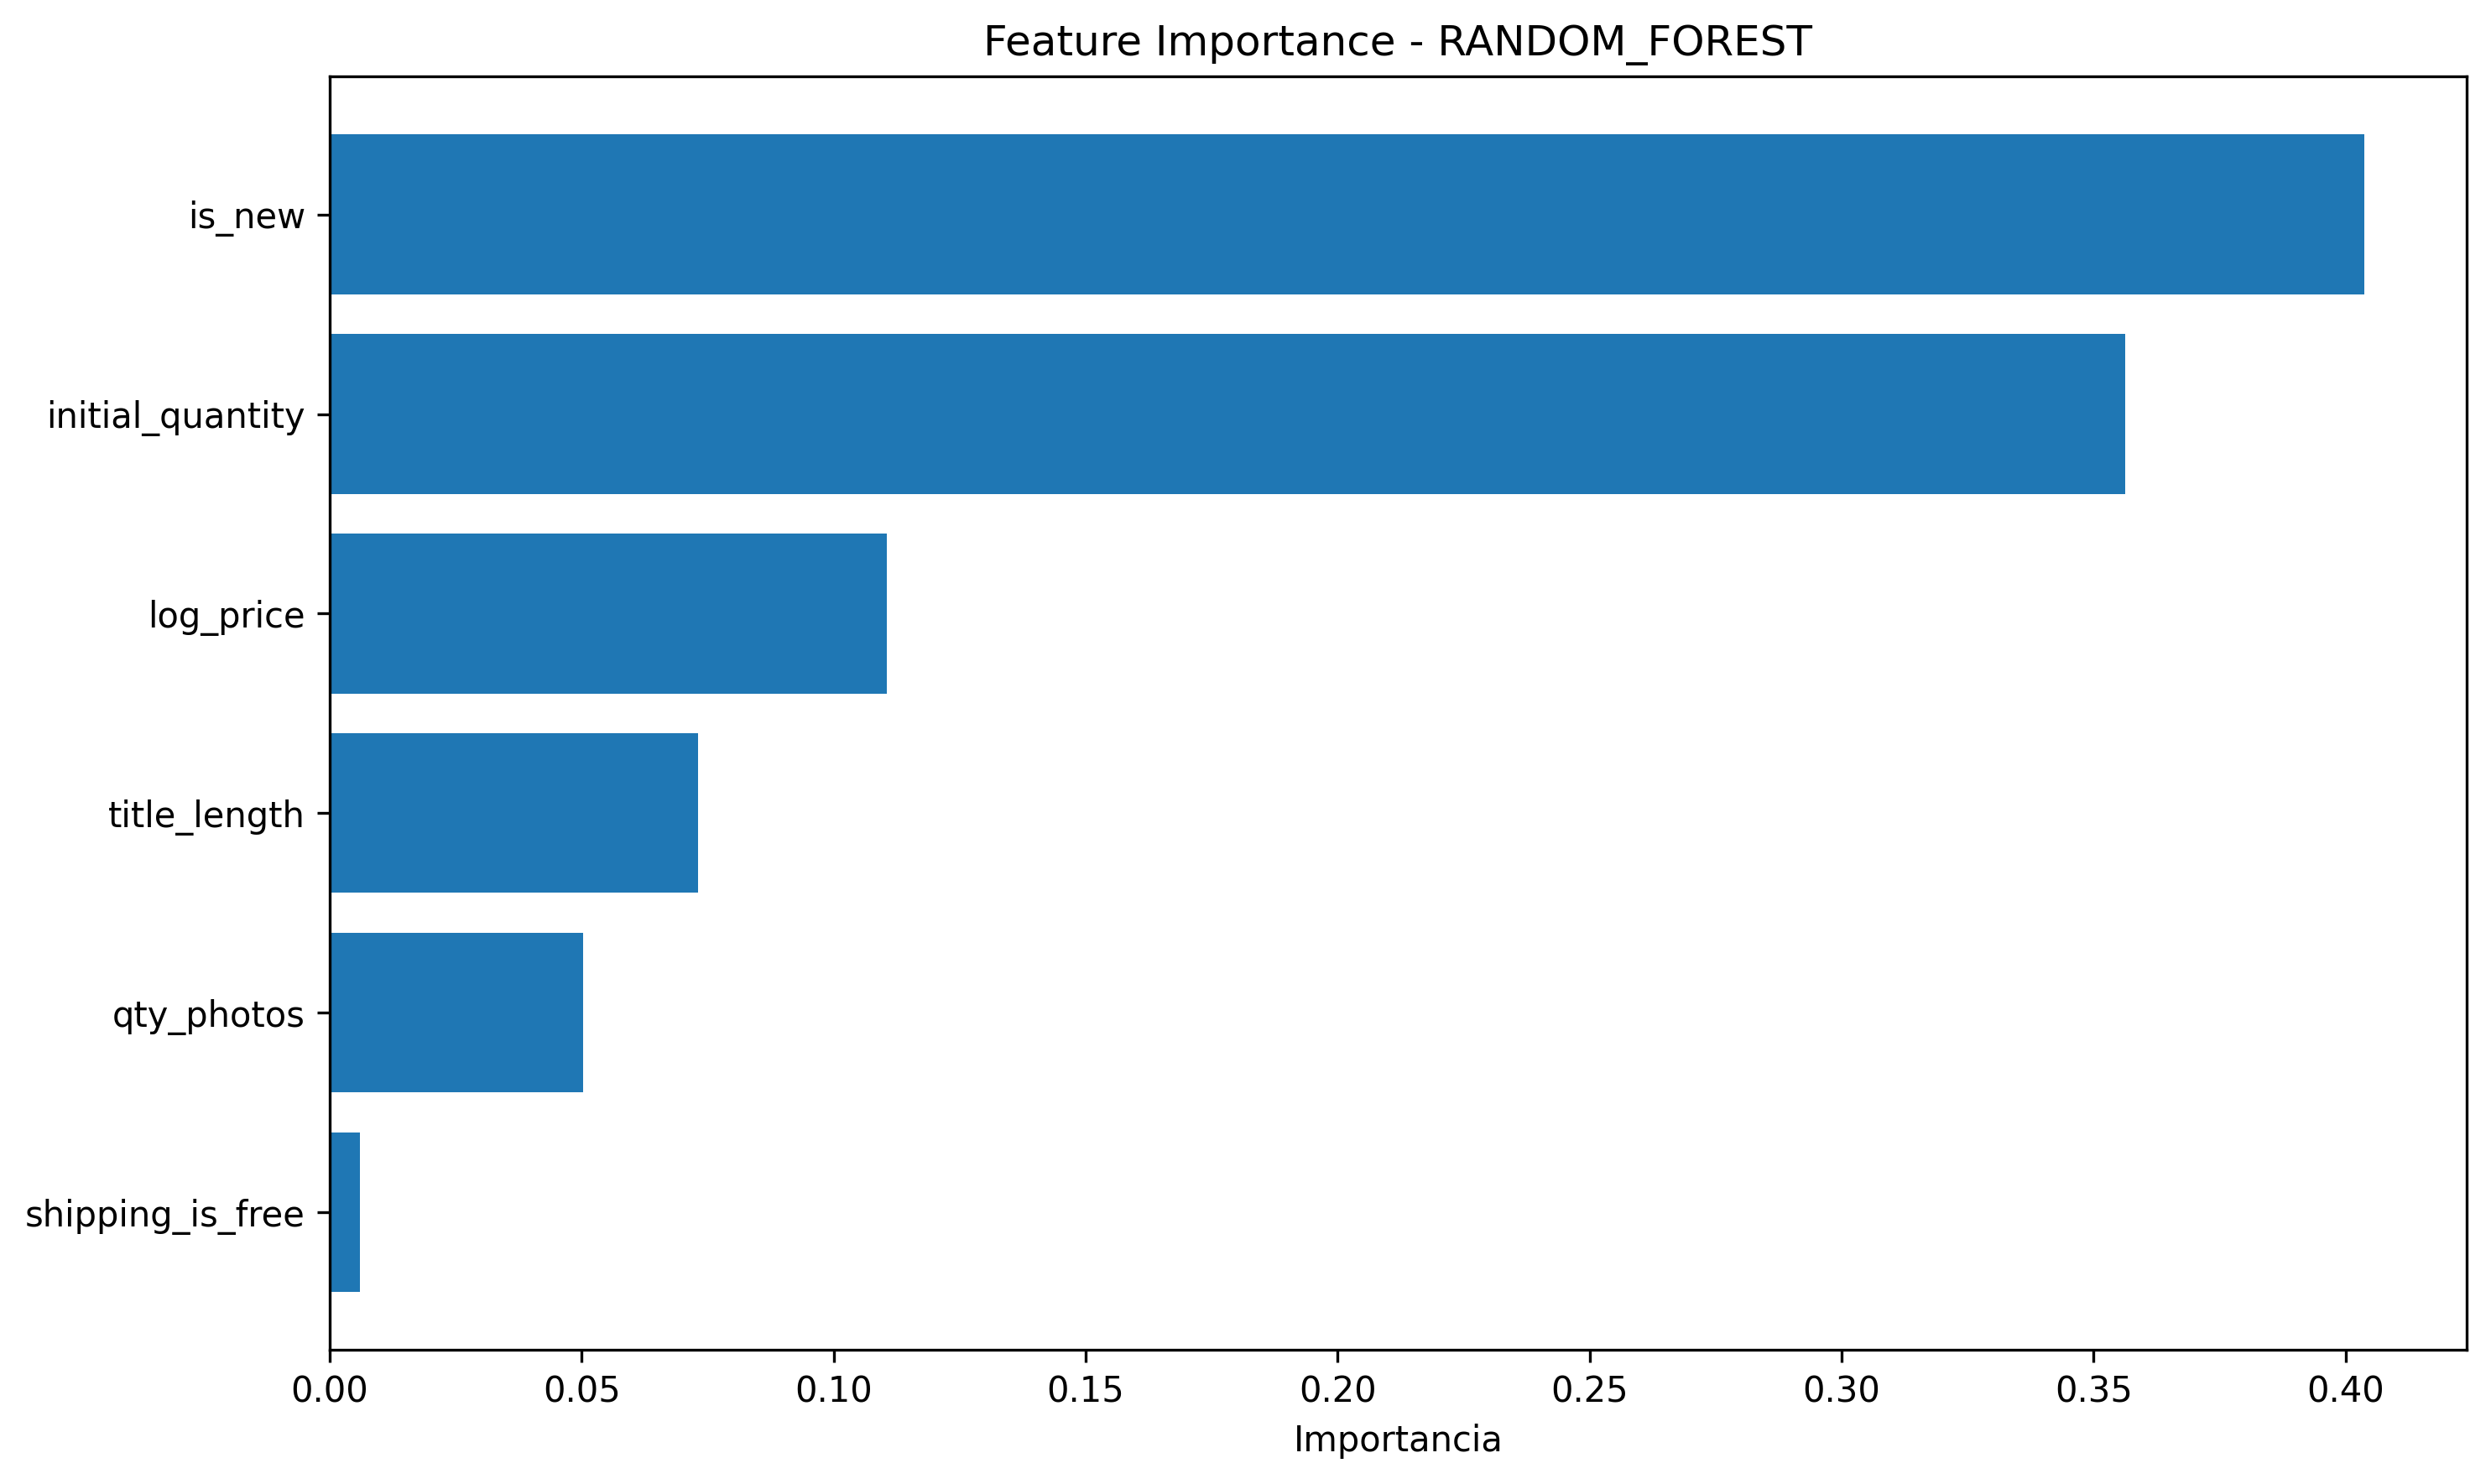 Feature Importance - RANDOM_FOREST
is_new
initial_quantity
log_price
title_length
qty_photos
shipping_is_free
0.00 0.05 0.10 0.15 0.20 0.25 0.30 0.35 0.40
Importancia